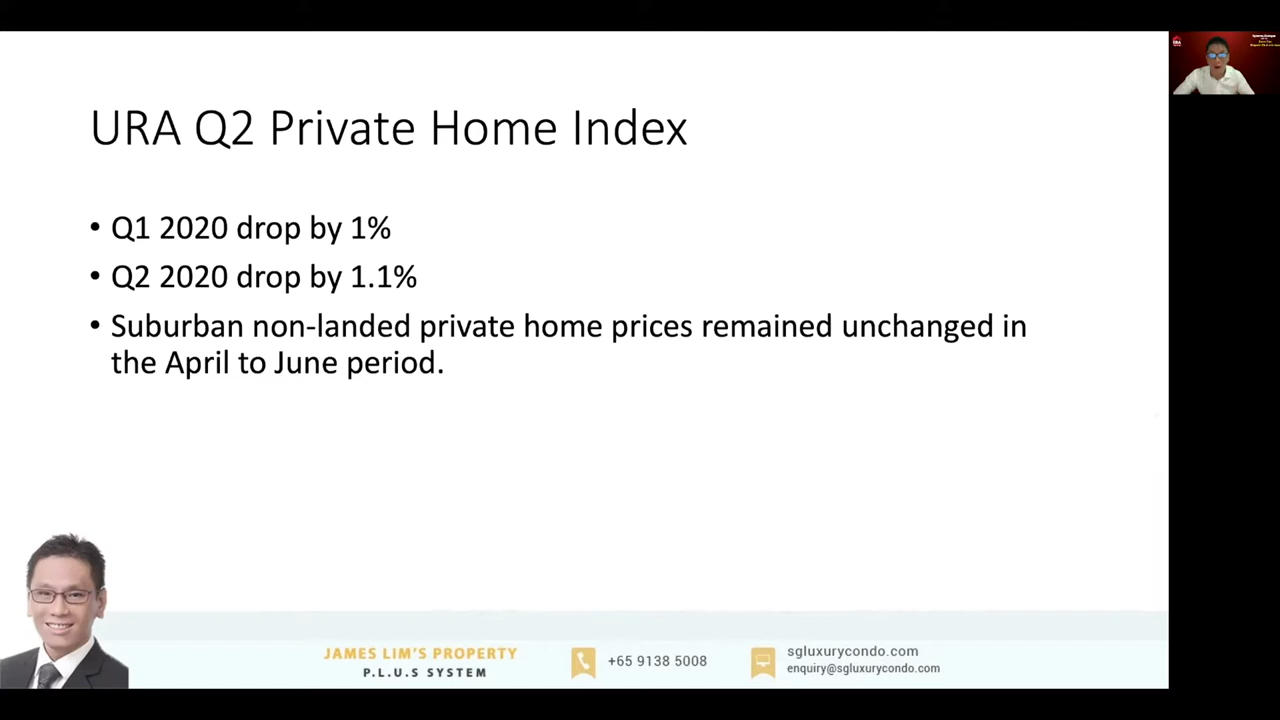 URA Q2 Private Home Index
• Q1 2020 drop by 1%
• Q2 2020 drop by 1.1%
• Suburban non-landed private home prices remained unchanged in
the April to June period.
JAMES LIM'S PROPERTY
P.L.U.S SYSTEM
+65 9138 5008
sgluxurycondo.com
enquiry@sgluxurycondo.com